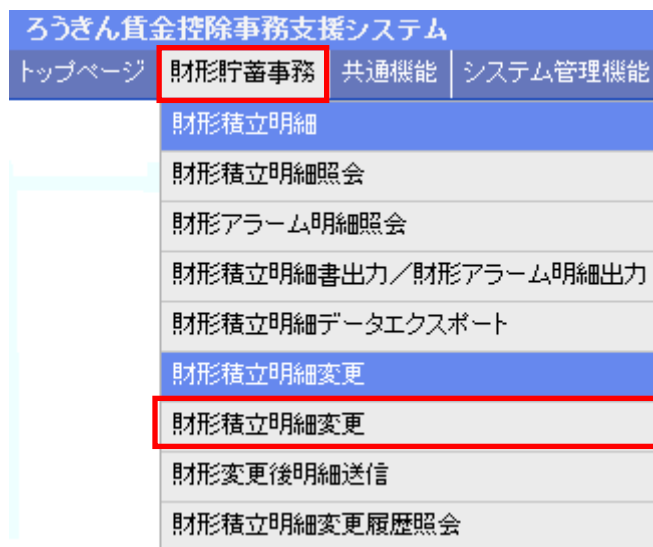 ろうきん賃金控除事務支援システム
トップページ 財形貯蓄事務 共通機能 システム管理機能
財形積立明細
財形積立明細照会
財形アラーム明細照会
財形積立明細書出力／財形アラーム明細出力
財形積立明細データエクスポート
財形積立明細変更
財形積立明細変更
財形変更後明細送信
財形積立明細変更履歴照会